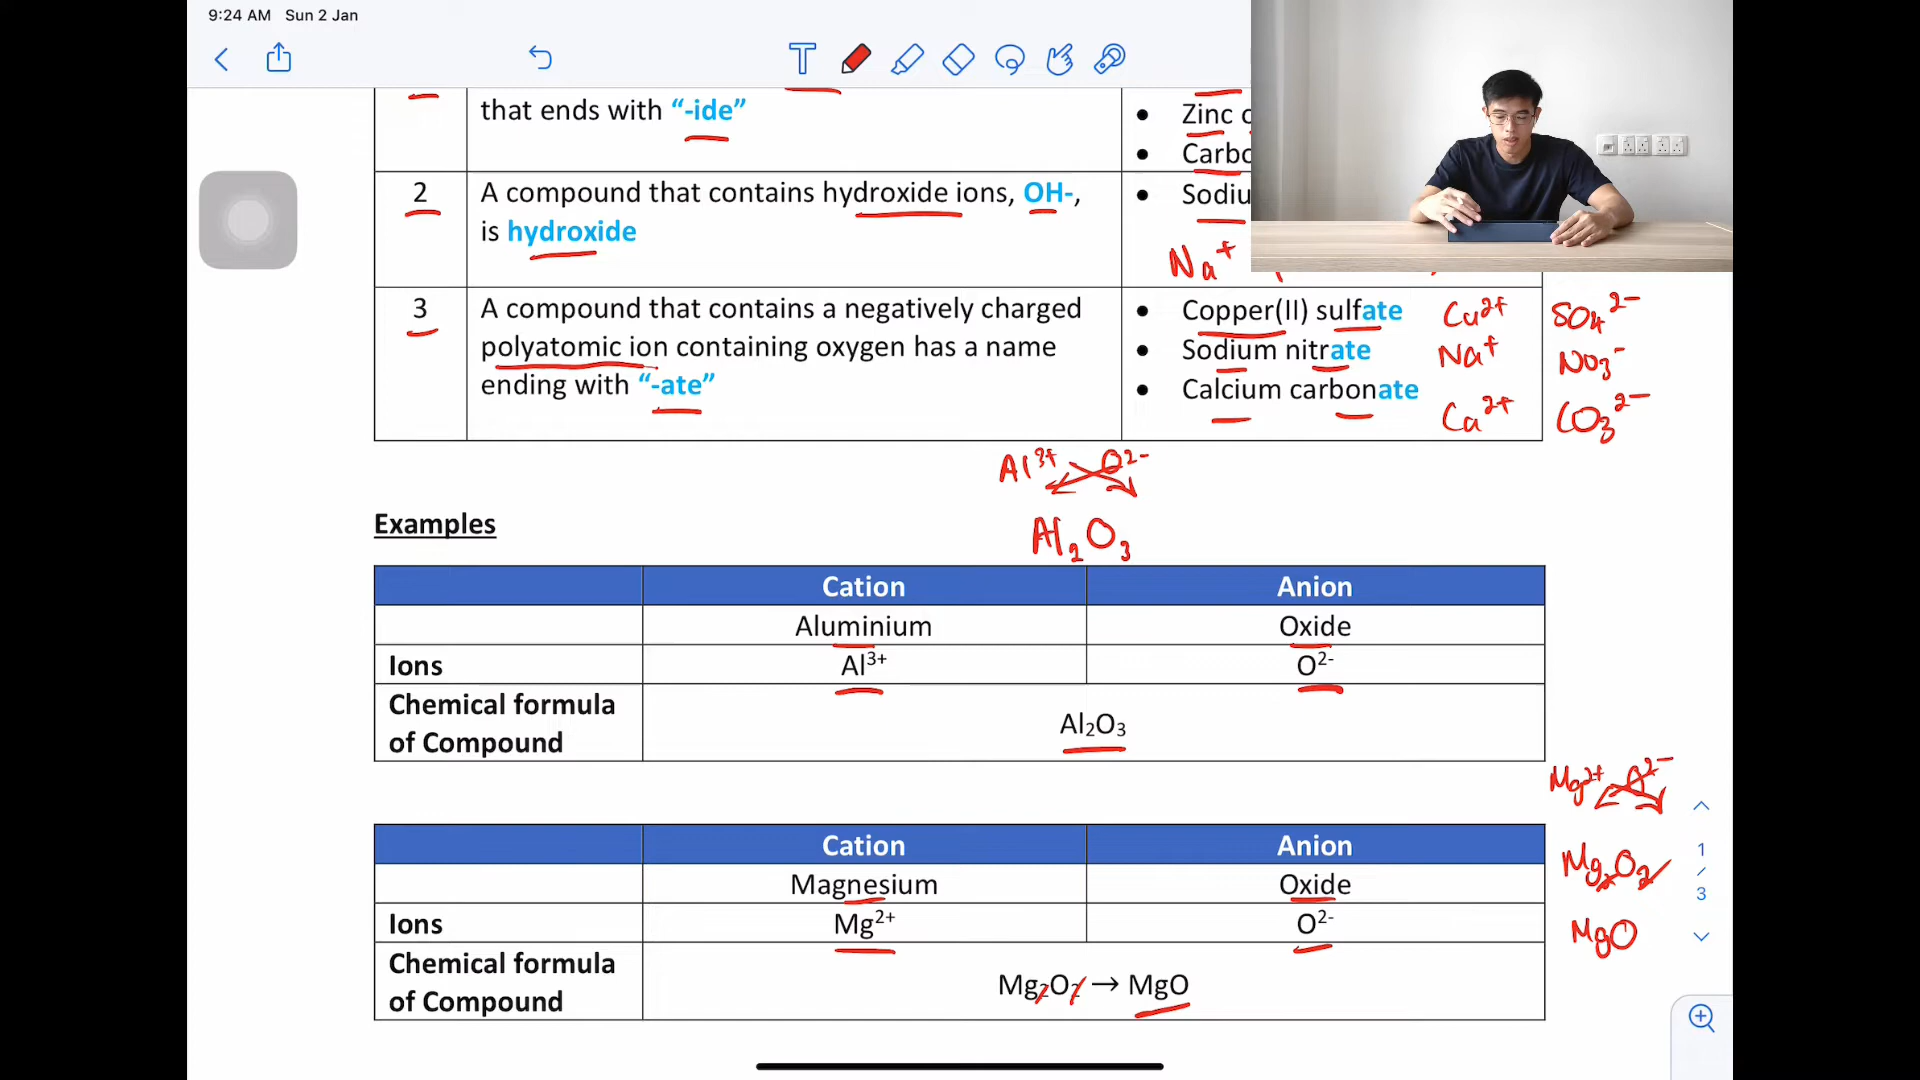 9:24 AM Sun 2 Jan
that ends with “-ide”
• Zinc
• Carbo
2 A compound that contains hydroxide ions, OH-,
is hydroxide
• Sodiu
Na⁺
3 A compound that contains a negatively charged
polyatomic ion containing oxygen has a name
ending with “-ate”
• Copper(II) sulfate Cu²⁺ SO₄²⁻
• Sodium nitrate Na⁺ NO₃⁻
• Calcium carbonate Ca²⁺ CO₃²⁻
Al³⁺ O²⁻
Al₂O₃
Examples
Cation Anion
Aluminium Oxide
Ions Al³⁺ O²⁻
Chemical formula
of Compound
Al₂O₃
Mg²⁺ O²⁻
Mg₂O₂
MgO
Cation Anion
Magnesium Oxide
Ions Mg²⁺ O²⁻
Chemical formula
of Compound
Mg₂O₂ → MgO
1
/
3